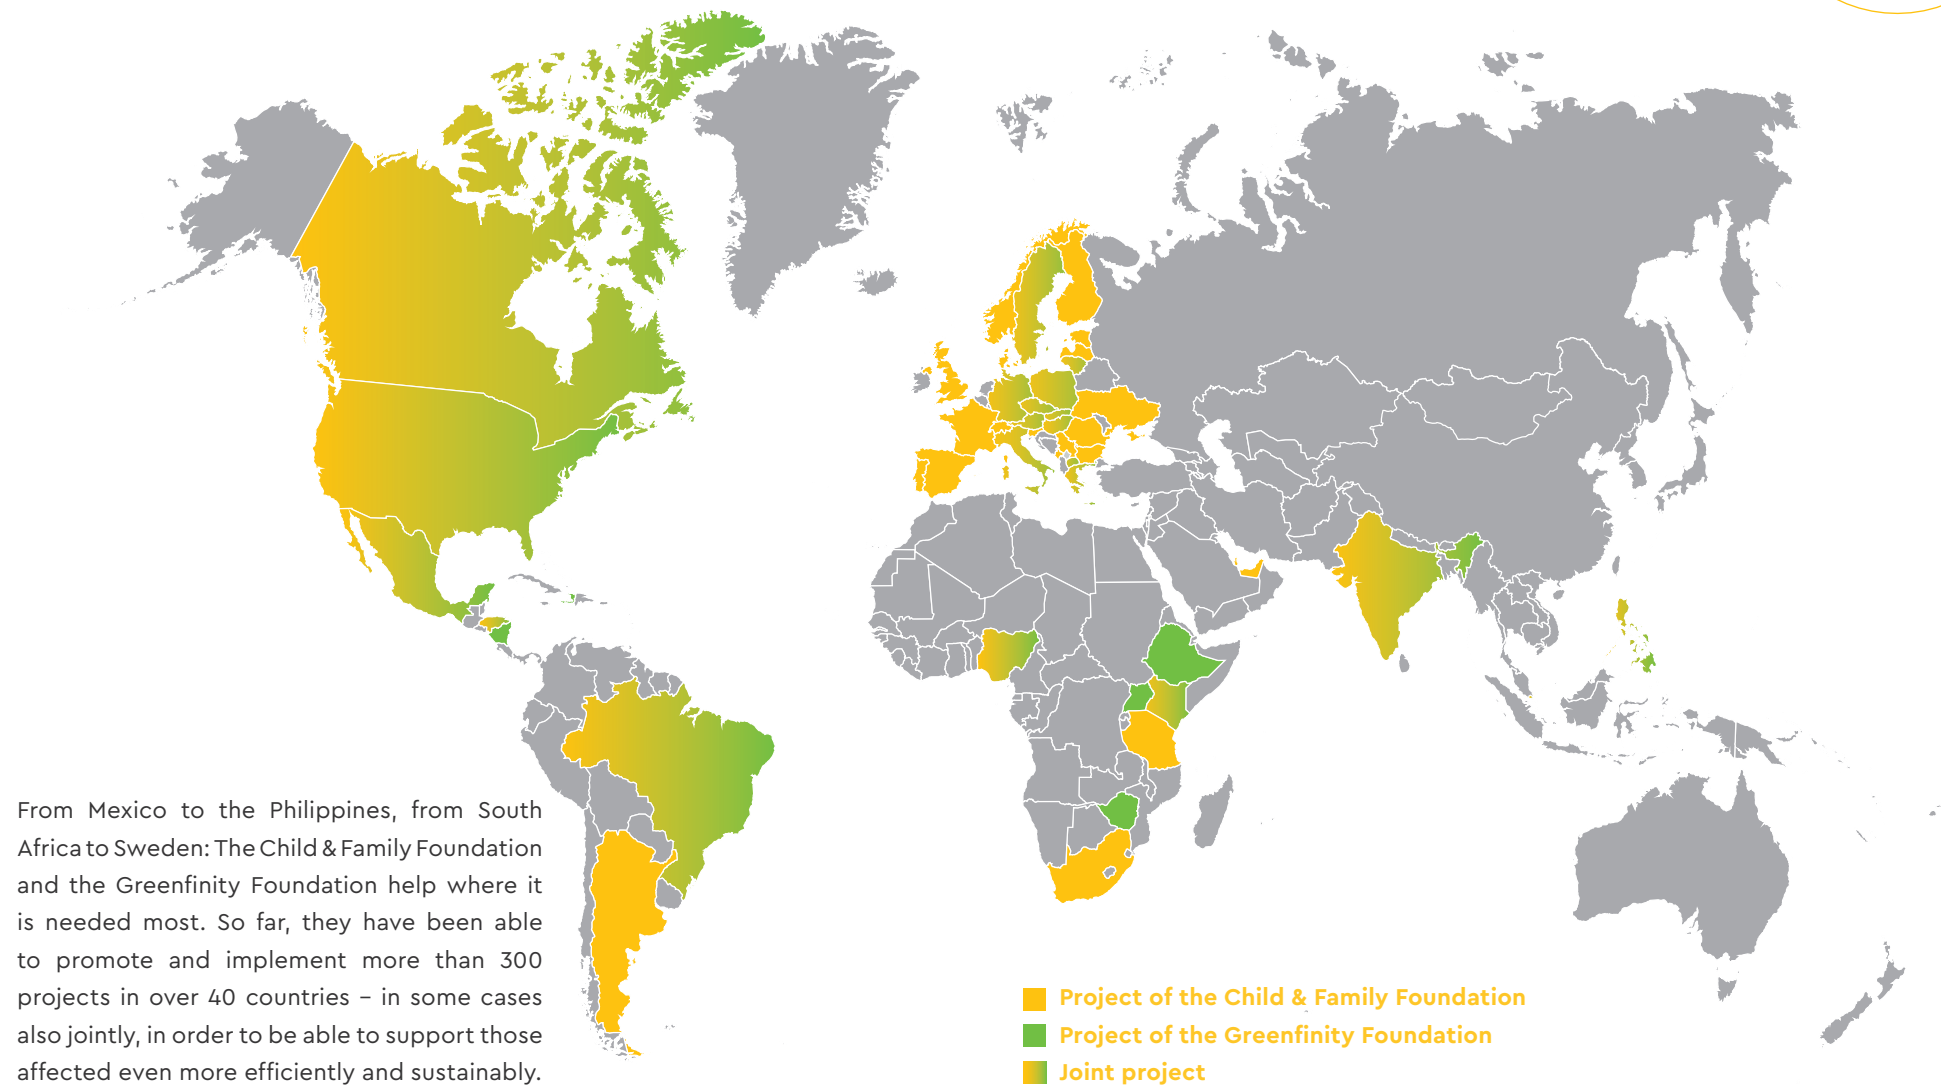 From Mexico to the Philippines, from South
Africa to Sweden: The Child & Family Foundation
and the Greenfinity Foundation help where it
is needed most. So far, they have been able
to promote and implement more than 300
projects in over 40 countries – in some cases
also jointly, in order to be able to support those
affected even more efficiently and sustainably.
Project of the Child & Family Foundation
Project of the Greenfinity Foundation
Joint project